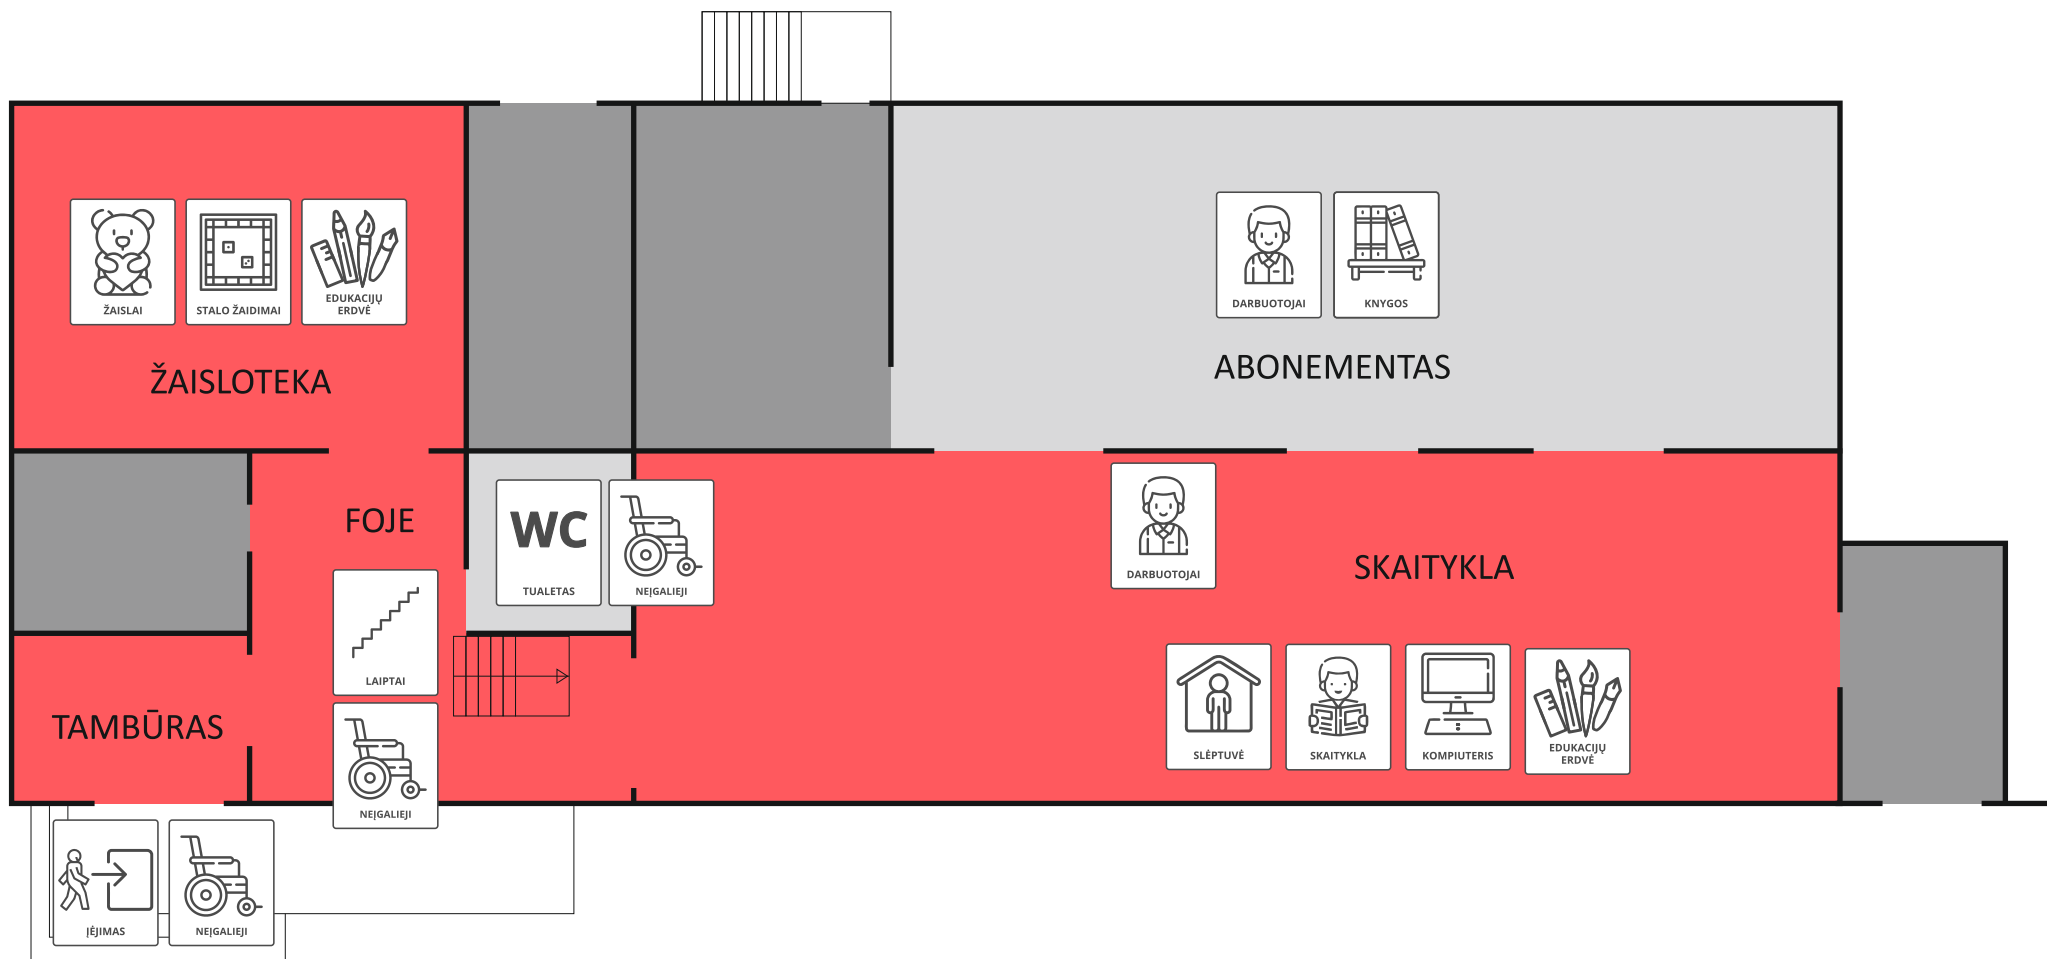 ŽAISLAI
STALO ŽAIDIMAI
EDUKACIJŲ
ERDVĖ
ŽAISLOTEKA
DARBUOTOJAI
KNYGOS
ABONEMENTAS
FOJE
WC
TUALETAS
NEĮGALIEJI
LAIPTAI
NEĮGALIEJI
TAMBŪRAS
ĮĖJIMAS
NEĮGALIEJI
DARBUOTOJAI
SKAITYKLA
SLĖPTUVĖ
SKAITYKLA
KOMPIUTERIS
EDUKACIJŲ
ERDVĖ